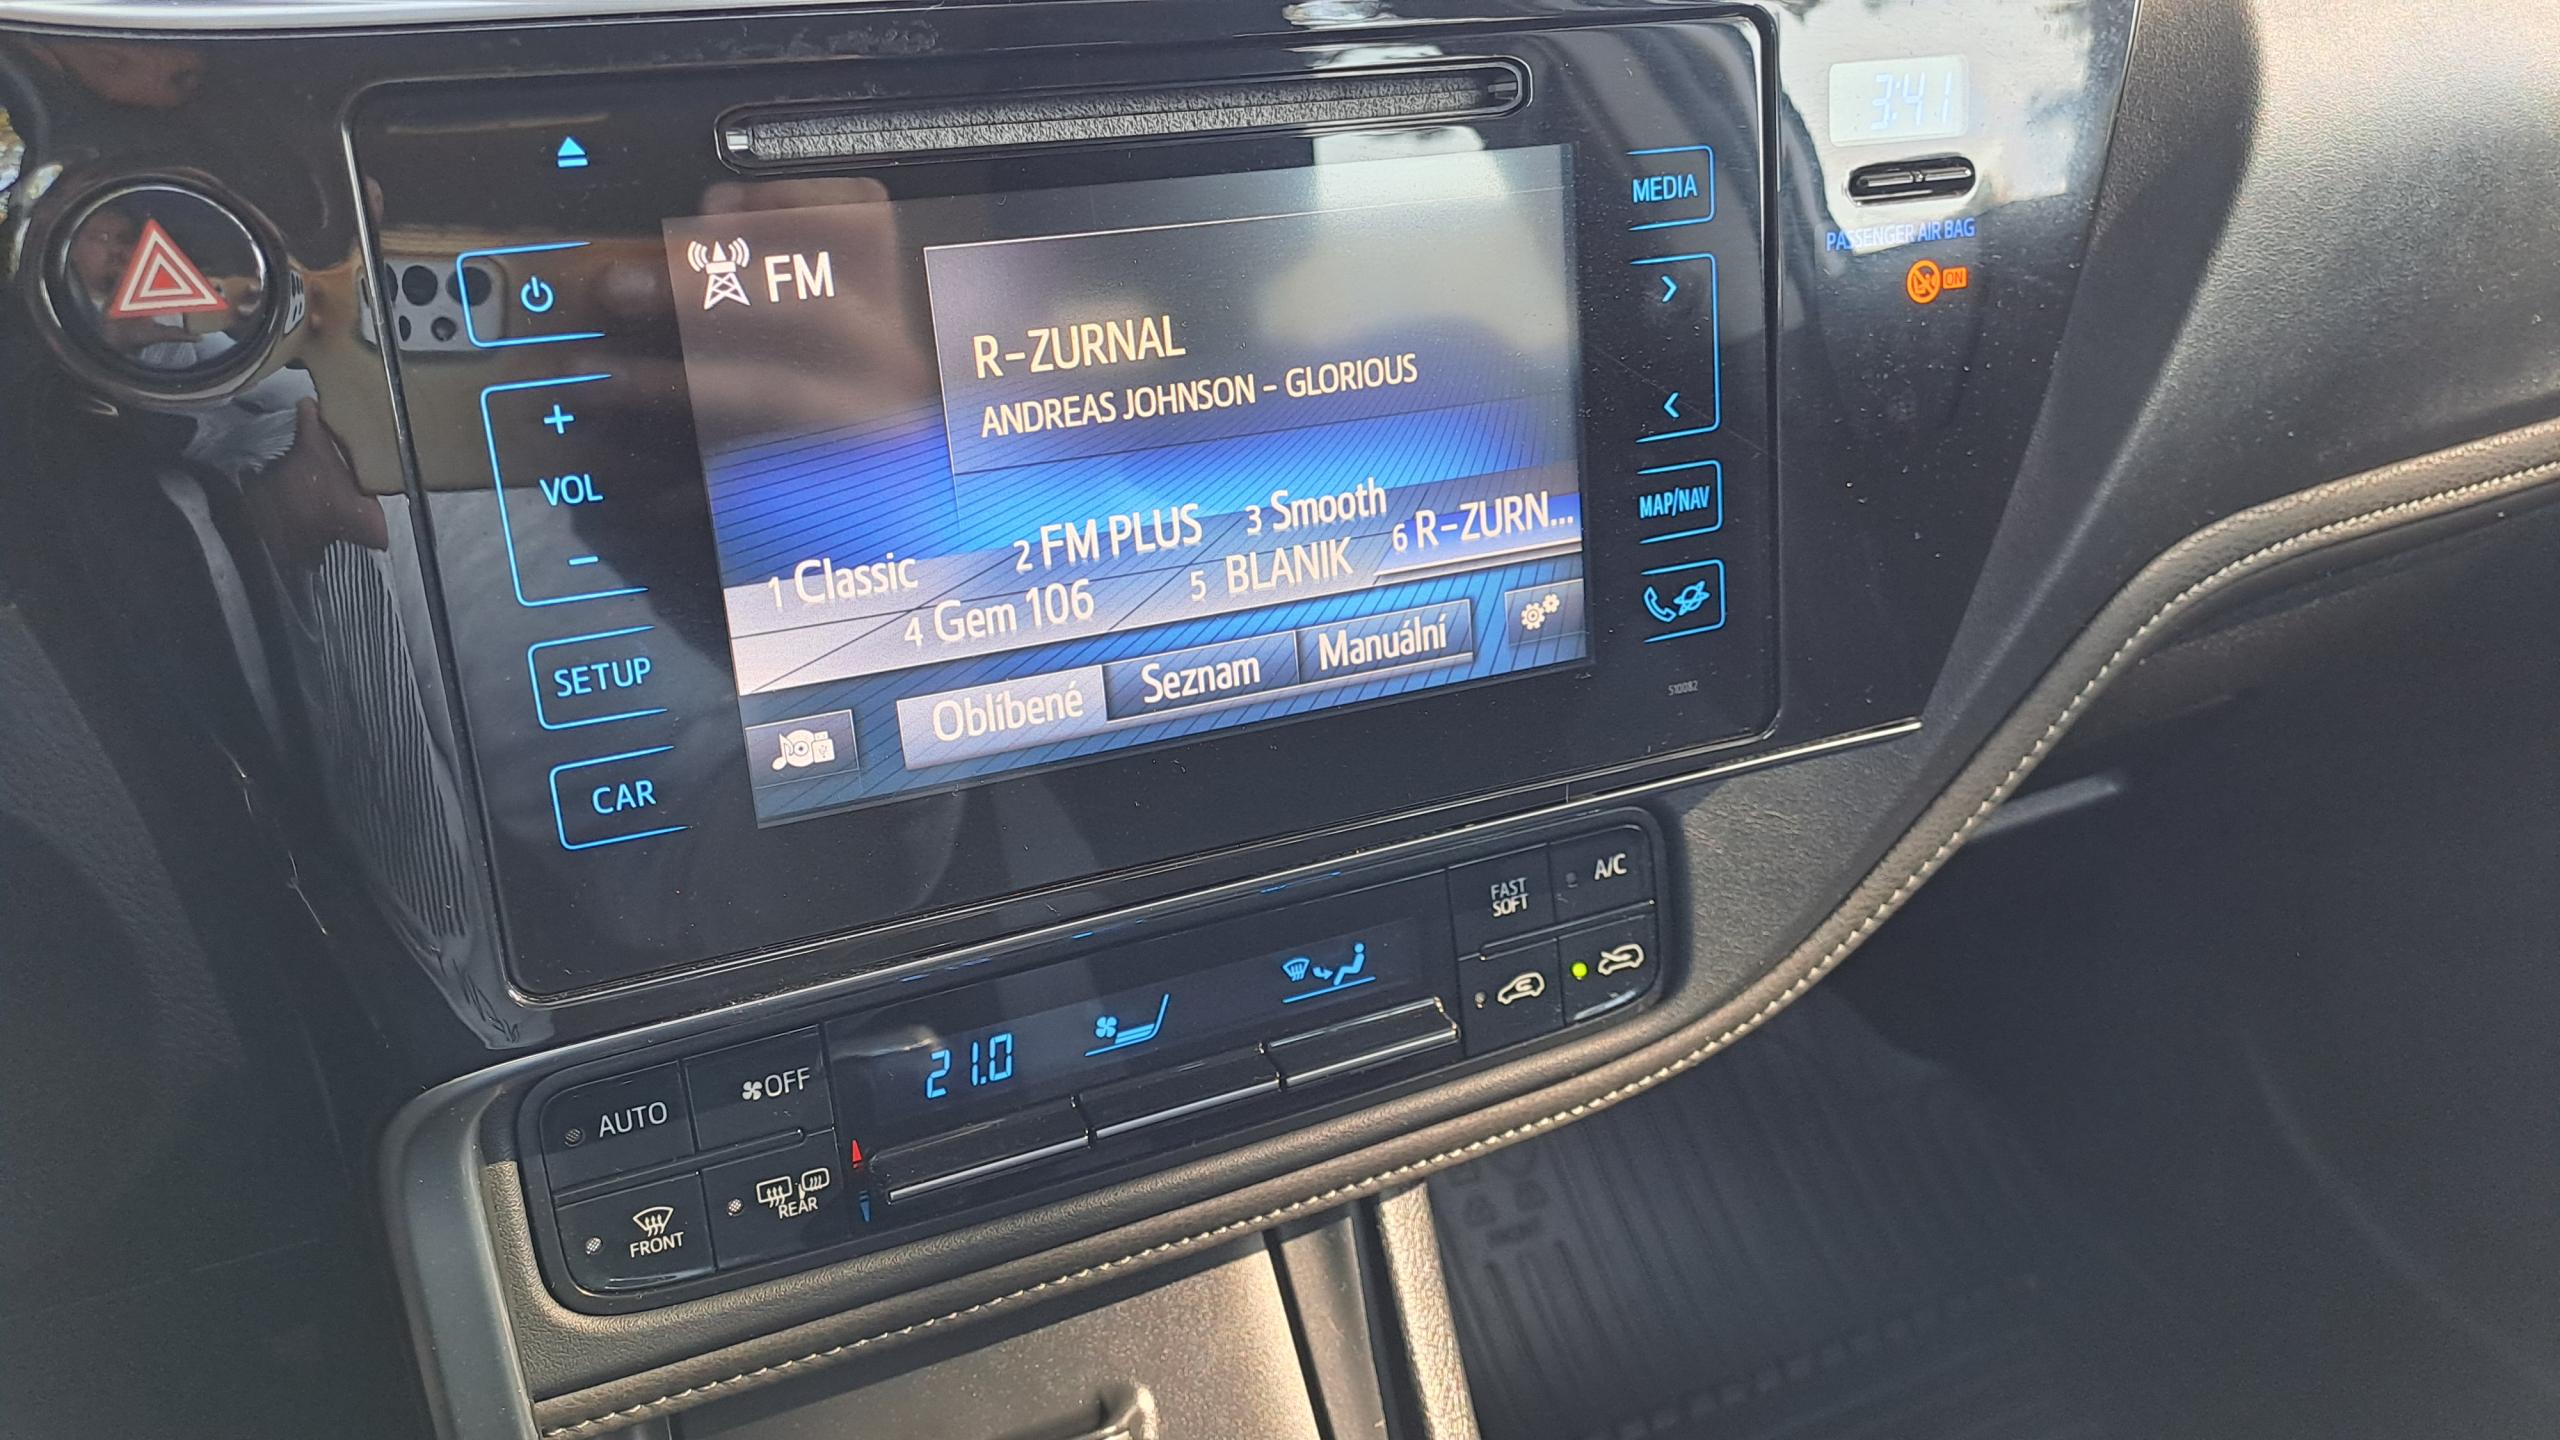 3:41
PASSENGER AIR BAG
ON
MEDIA
FM
R-ZURNAL
ANDREAS JOHNSON - GLORIOUS
VOL
MAP/NAV
1 Classic
2 FM PLUS
3 Smooth
4 Gem 106
5 BLANIK
6 R-ZURN...
SETUP
Oblíbené
Seznam
Manuální
510082
CAR
FAST
SOFT
A/C
21.0
AUTO
OFF
FRONT
REAR